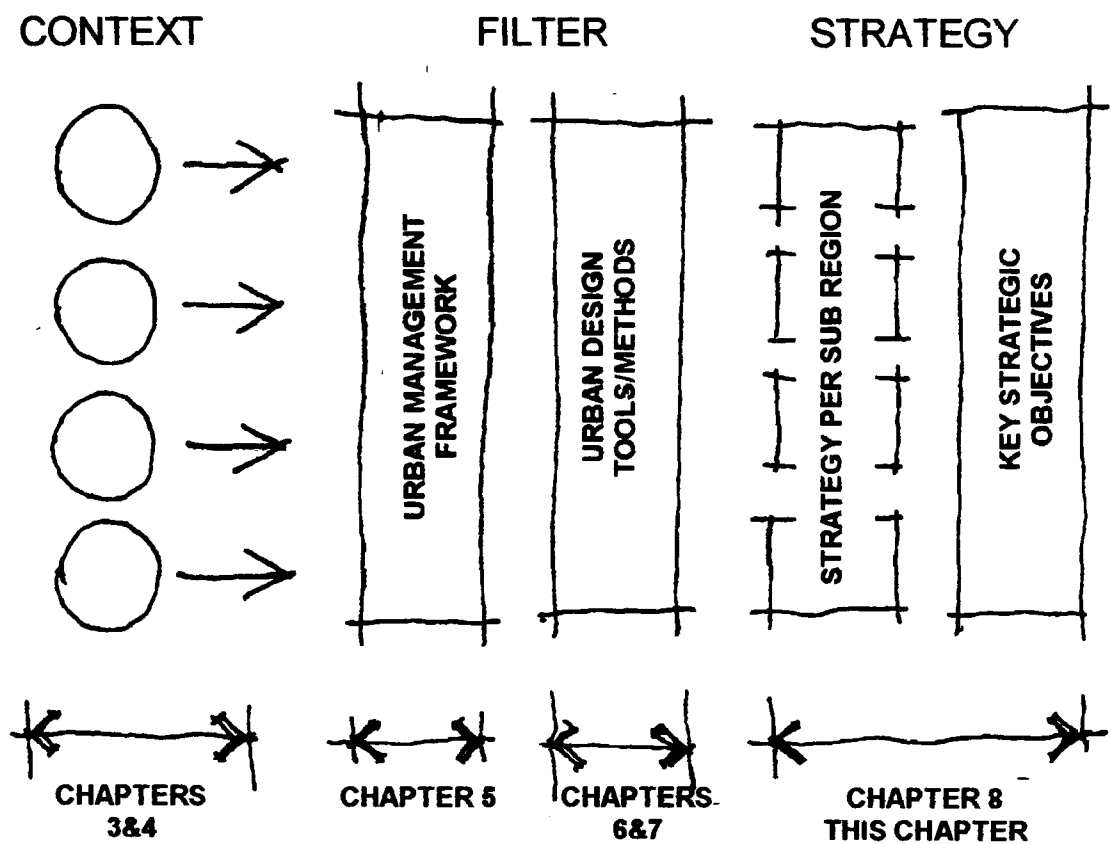 CONTEXT
FILTER
STRATEGY
URBAN MANAGEMENT
FRAMEWORK
URBAN DESIGN
TOOLS/METHODS
STRATEGY PER SUB REGION
KEY STRATEGIC
OBJECTIVES
CHAPTERS
3&4
CHAPTER 5
CHAPTERS
6&7
CHAPTER 8
THIS CHAPTER